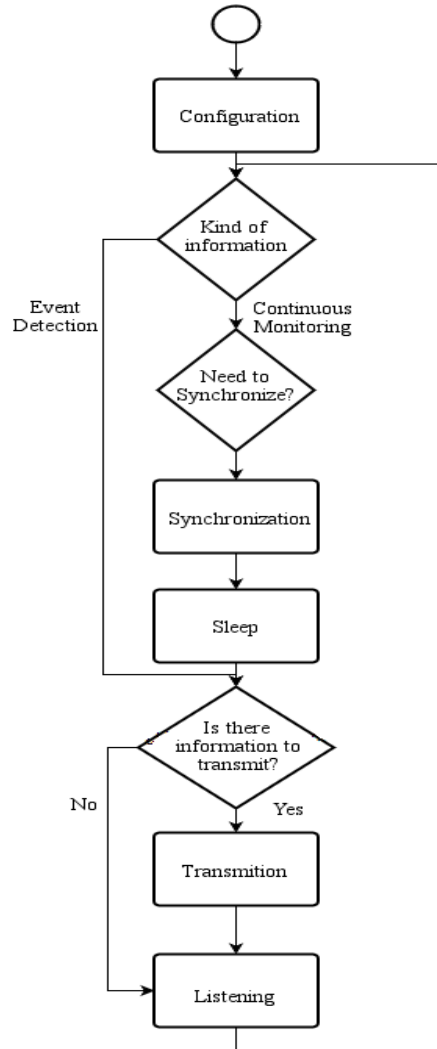 Configuration
Kind of
information
Event
Detection
Continuous
Monitoring
Need to
Synchronize?
Synchronization
Sleep
Is there
information to
transmit?
No
Yes
Transmition
Listening